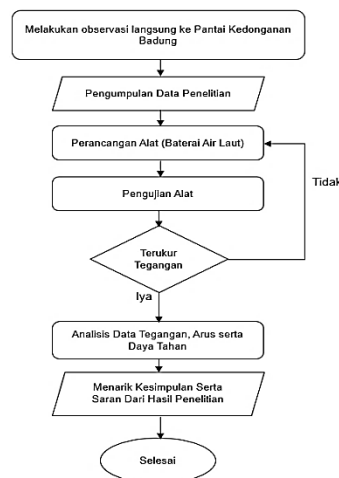 Melakukan observasi langsung ke Pantai Kedonganan
Badung
Pengumpulan Data Penelitian
Perancangan Alat (Baterai Air Laut)
Tidak
Pengujian Alat
Terukur
Tegangan
Iya
Analisis Data Tegangan, Arus serta
Daya Tahan
Menarik Kesimpulan Serta
Saran Dari Hasil Penelitian
Selesai